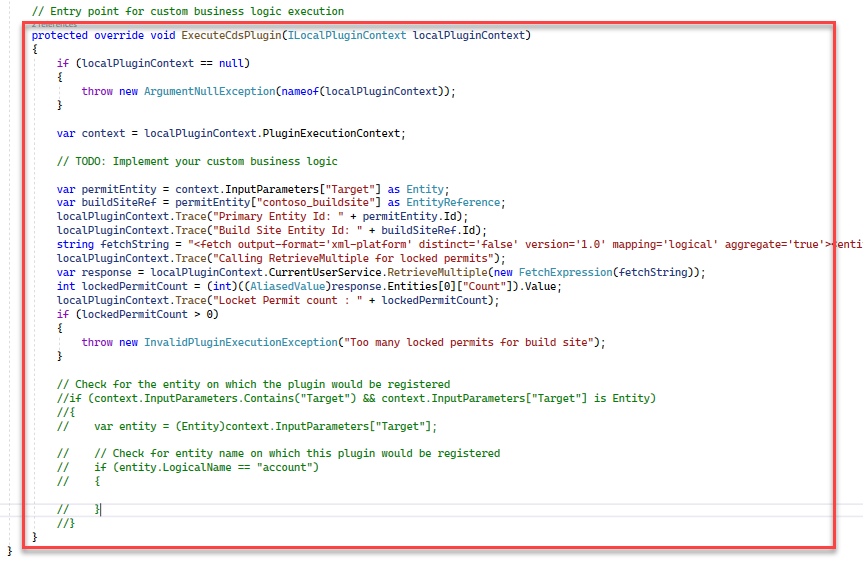 // Entry point for custom business logic execution
2 references
protected override void ExecuteCdsPlugin(ILocalPluginContext localPluginContext)
{
if (localPluginContext == null)
{
throw new ArgumentNullException(nameof(localPluginContext));
}
var context = localPluginContext.PluginExecutionContext;
// TODO: Implement your custom business logic
var permitEntity = context.InputParameters["Target"] as Entity;
var buildSiteRef = permitEntity["contoso_buildsite"] as EntityReference;
localPluginContext.Trace("Primary Entity Id: " + permitEntity.Id);
localPluginContext.Trace("Build Site Entity Id: " + buildSiteRef.Id);
string fetchString = "<fetch output-format='xml-platform' distinct='false' version='1.0' mapping='logical' aggregate='true'><enti
localPluginContext.Trace("Calling RetrieveMultiple for locked permits");
var response = localPluginContext.CurrentUserService.RetrieveMultiple(new FetchExpression(fetchString));
int lockedPermitCount = (int)((AliasedValue)response.Entities[0]["Count"]).Value;
localPluginContext.Trace("Locket Permit count : " + lockedPermitCount);
if (lockedPermitCount > 0)
{
throw new InvalidPluginExecutionException("Too many locked permits for build site");
}
// Check for the entity on which the plugin would be registered
//if (context.InputParameters.Contains("Target") && context.InputParameters["Target"] is Entity)
//{
//    var entity = (Entity)context.InputParameters["Target"];
//    // Check for entity name on which this plugin would be registered
//    if (entity.LogicalName == "account")
//    {
//    }
//}
}
}